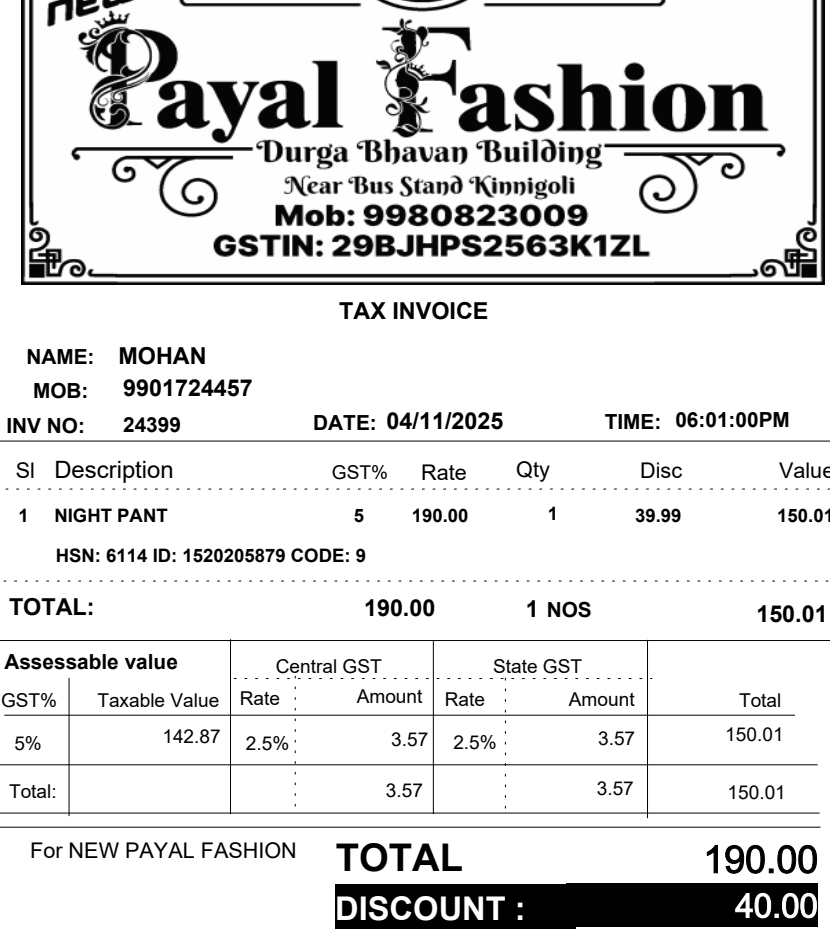 new
Payal Fashion
Durga Bhavan Building
Near Bus Stand Kinnigoli
Mob: 9980823009
GSTIN: 29BJHPS2563K1ZL
TAX INVOICE
NAME: MOHAN
MOB: 9901724457
INV NO: 24399 DATE: 04/11/2025 TIME: 06:01:00PM
Sl Description GST% Rate Qty Disc Value
1 NIGHT PANT 5 190.00 1 39.99 150.01
HSN: 6114 ID: 1520205879 CODE: 9
TOTAL: 190.00 1 NOS 150.01
Assessable value Central GST State GST
GST% Taxable Value Rate Amount Rate Amount Total
5% 142.87 2.5% 3.57 2.5% 3.57 150.01
Total: 3.57 3.57 150.01
For NEW PAYAL FASHION TOTAL 190.00
DISCOUNT : 40.00